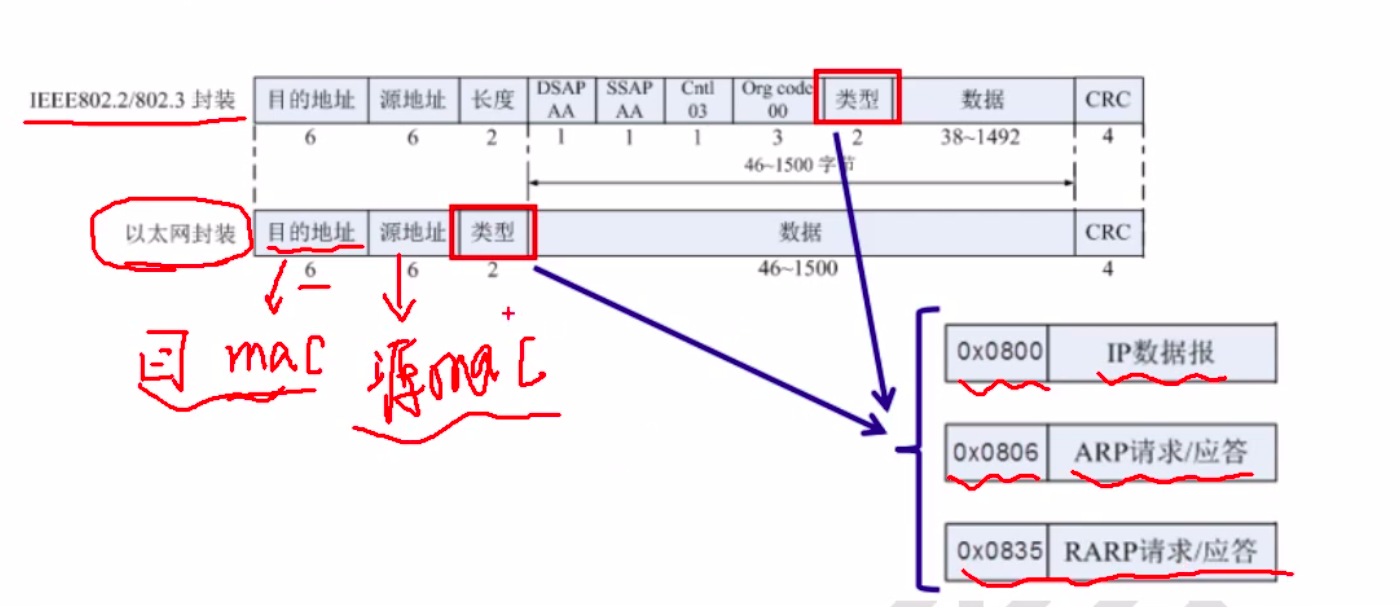 IEEE802.2/802.3 封装 目的地址 源地址 长度 DSAP AA SSAP AA Cntl 03 Org code 00 类型 数据 CRC
6 6 2 1 1 1 3 2 38~1492 4
46~1500 字节
以太网封装 目的地址 源地址 类型 数据 CRC
6 6 2 46~1500 4
目 mac 源mac
0x0800 IP数据报
0x0806 ARP请求/应答
0x0835 RARP请求/应答